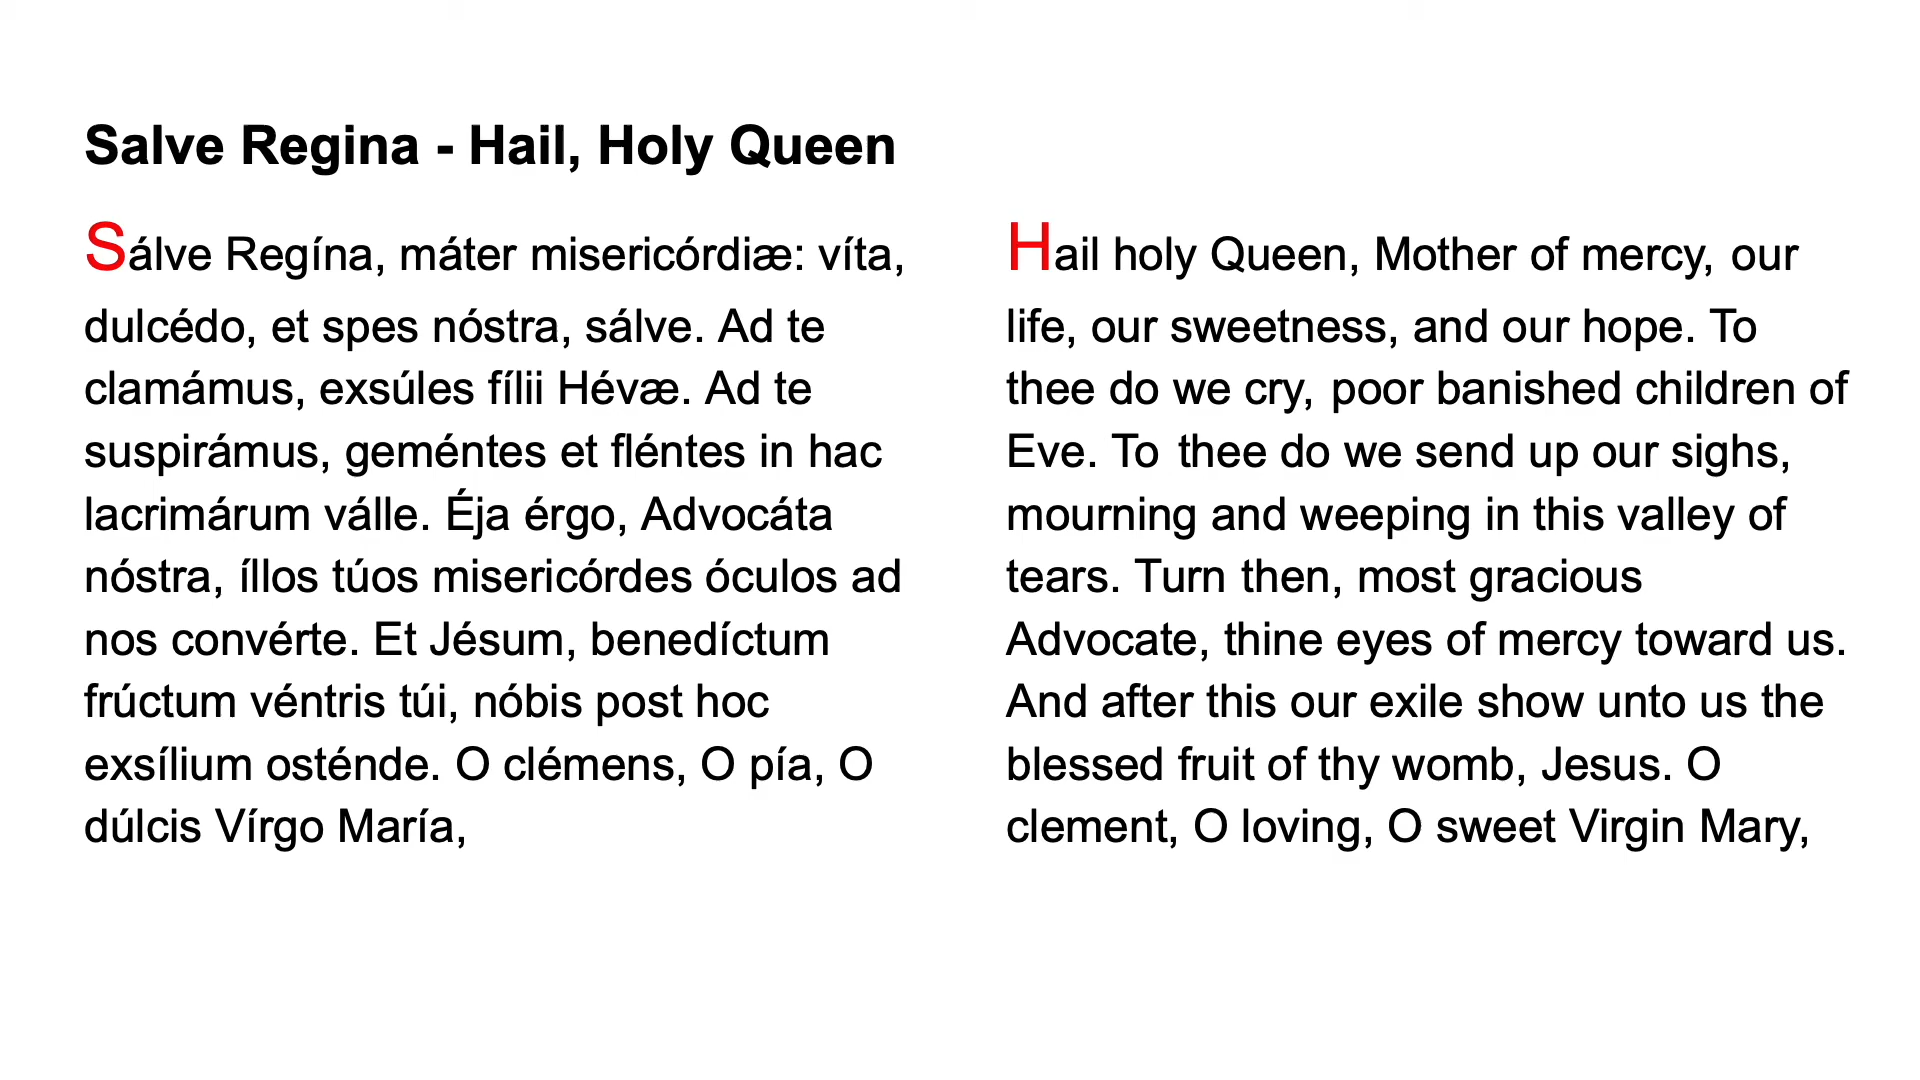 Salve Regina - Hail, Holy Queen
Sálve Regína, máter misericórdiæ: víta,
dulcédo, et spes nóstra, sálve. Ad te
clamámus, exsúles fílii Hévæ. Ad te
suspirámus, geméntes et fléntes in hac
lacrimárum válle. Éja érgo, Advocáta
nóstra, íllos túos misericórdes óculos ad
nos convérte. Et Jésum, benedíctum
frúctum véntris túi, nóbis post hoc
exsílium osténde. O clémens, O pía, O
dúlcis Vírgo María,
Hail holy Queen, Mother of mercy, our
life, our sweetness, and our hope. To
thee do we cry, poor banished children of
Eve. To thee do we send up our sighs,
mourning and weeping in this valley of
tears. Turn then, most gracious
Advocate, thine eyes of mercy toward us.
And after this our exile show unto us the
blessed fruit of thy womb, Jesus. O
clement, O loving, O sweet Virgin Mary,